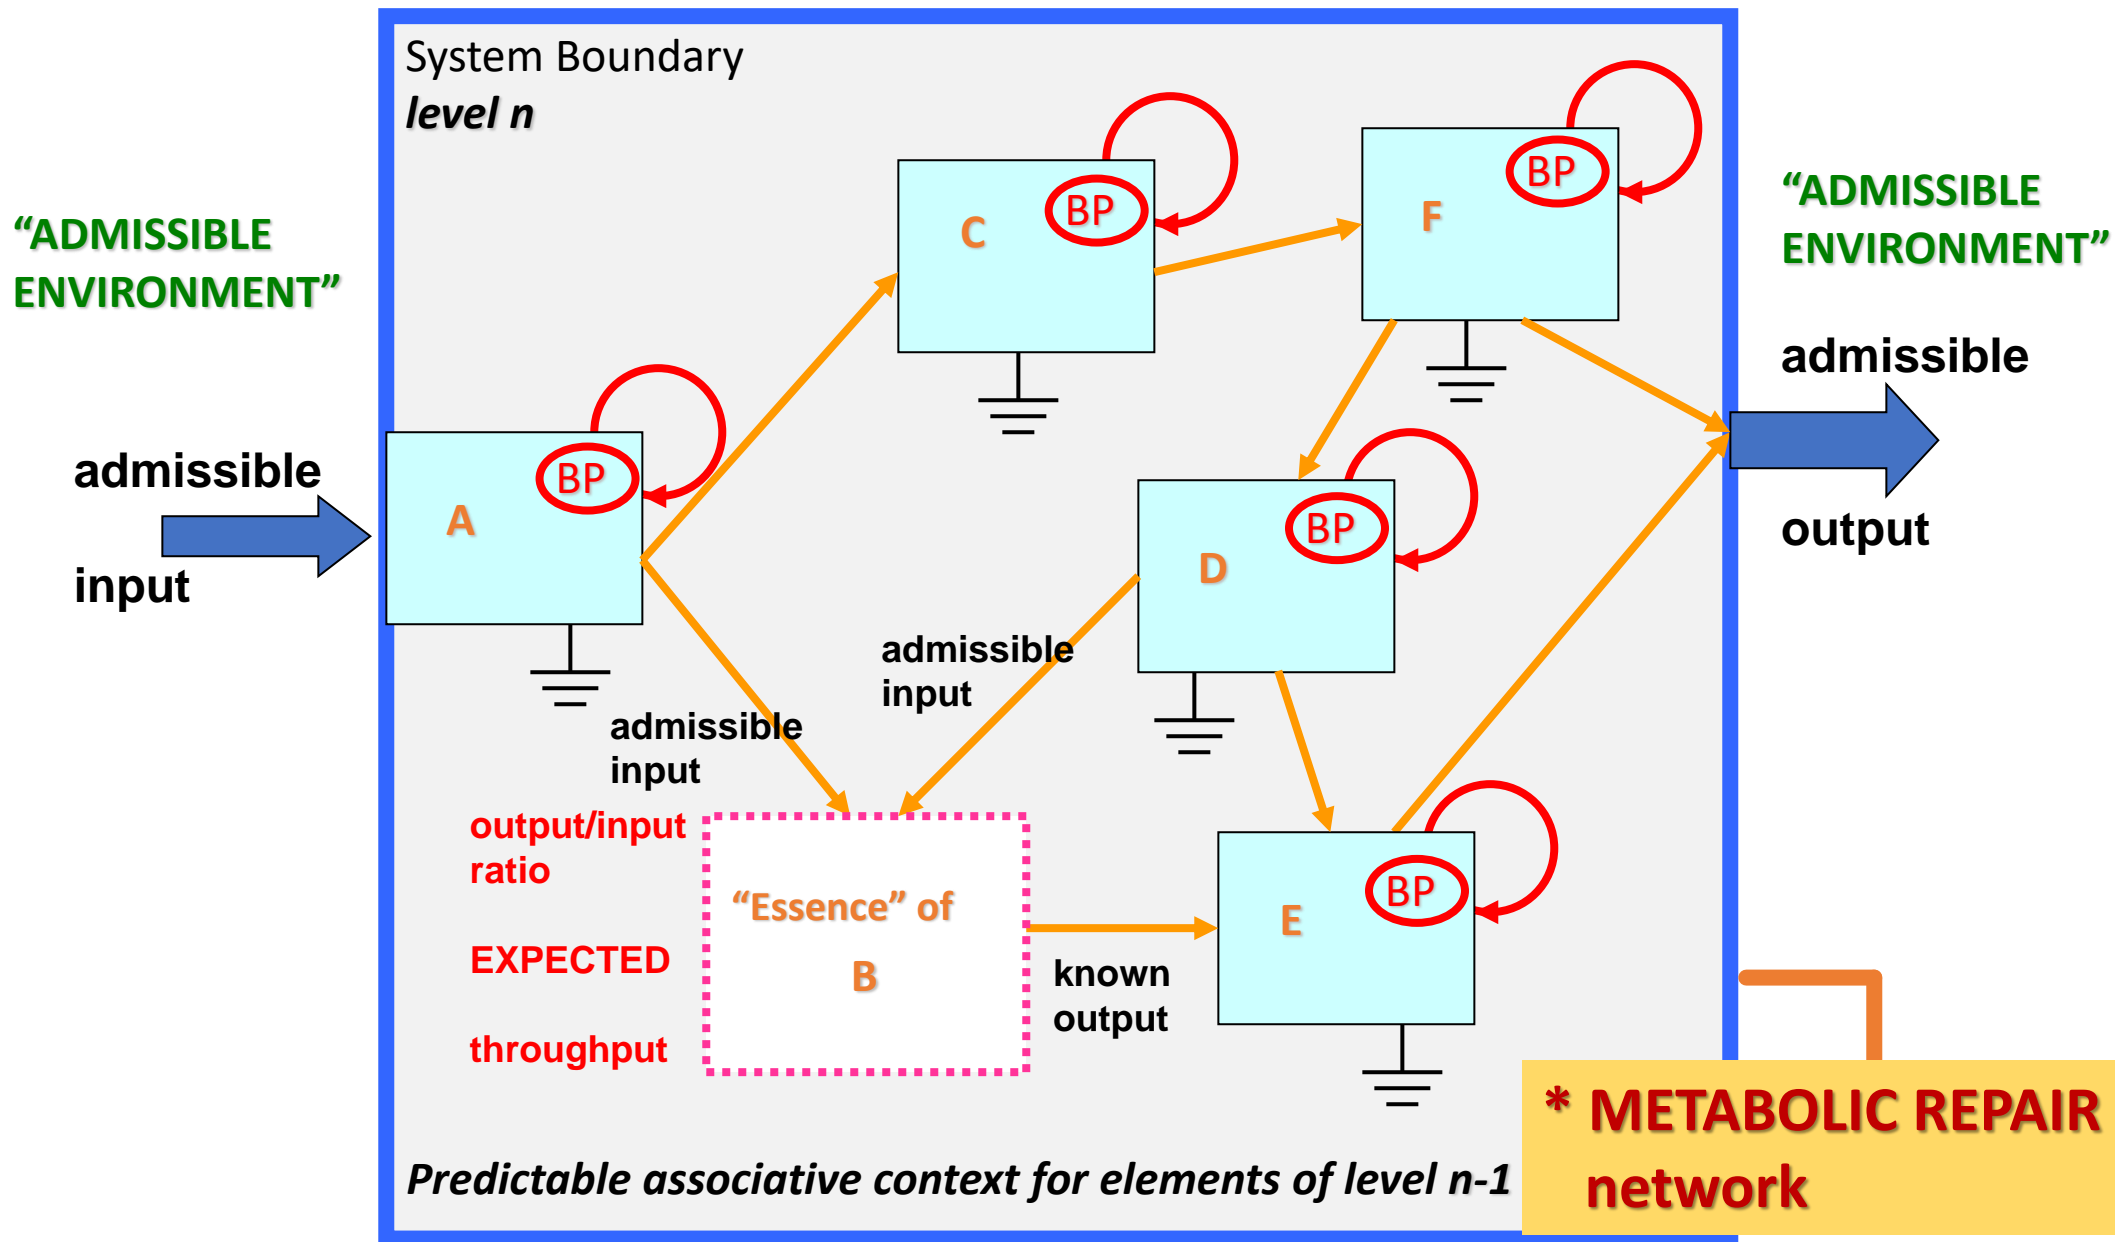 System Boundary
level n
“ADMISSIBLE
ENVIRONMENT”
admissible
input
A
BP
C
BP
F
BP
D
BP
“ADMISSIBLE
ENVIRONMENT”
admissible
output
admissible
input
admissible
input
output/input
ratio
EXPECTED
throughput
“Essence” of
B
known
output
E
BP
Predictable associative context for elements of level n-1
* METABOLIC REPAIR
network